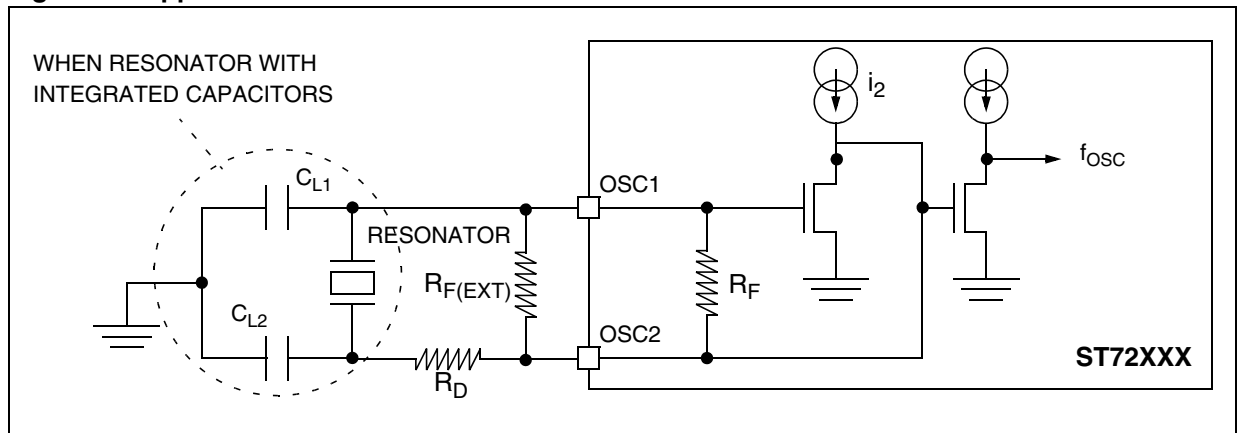 WHEN RESONATOR WITH
INTEGRATED CAPACITORS
i2
fOSC
CL1
OSC1
RESONATOR
RF(EXT)
RF
CL2
OSC2
RD
ST72XXX